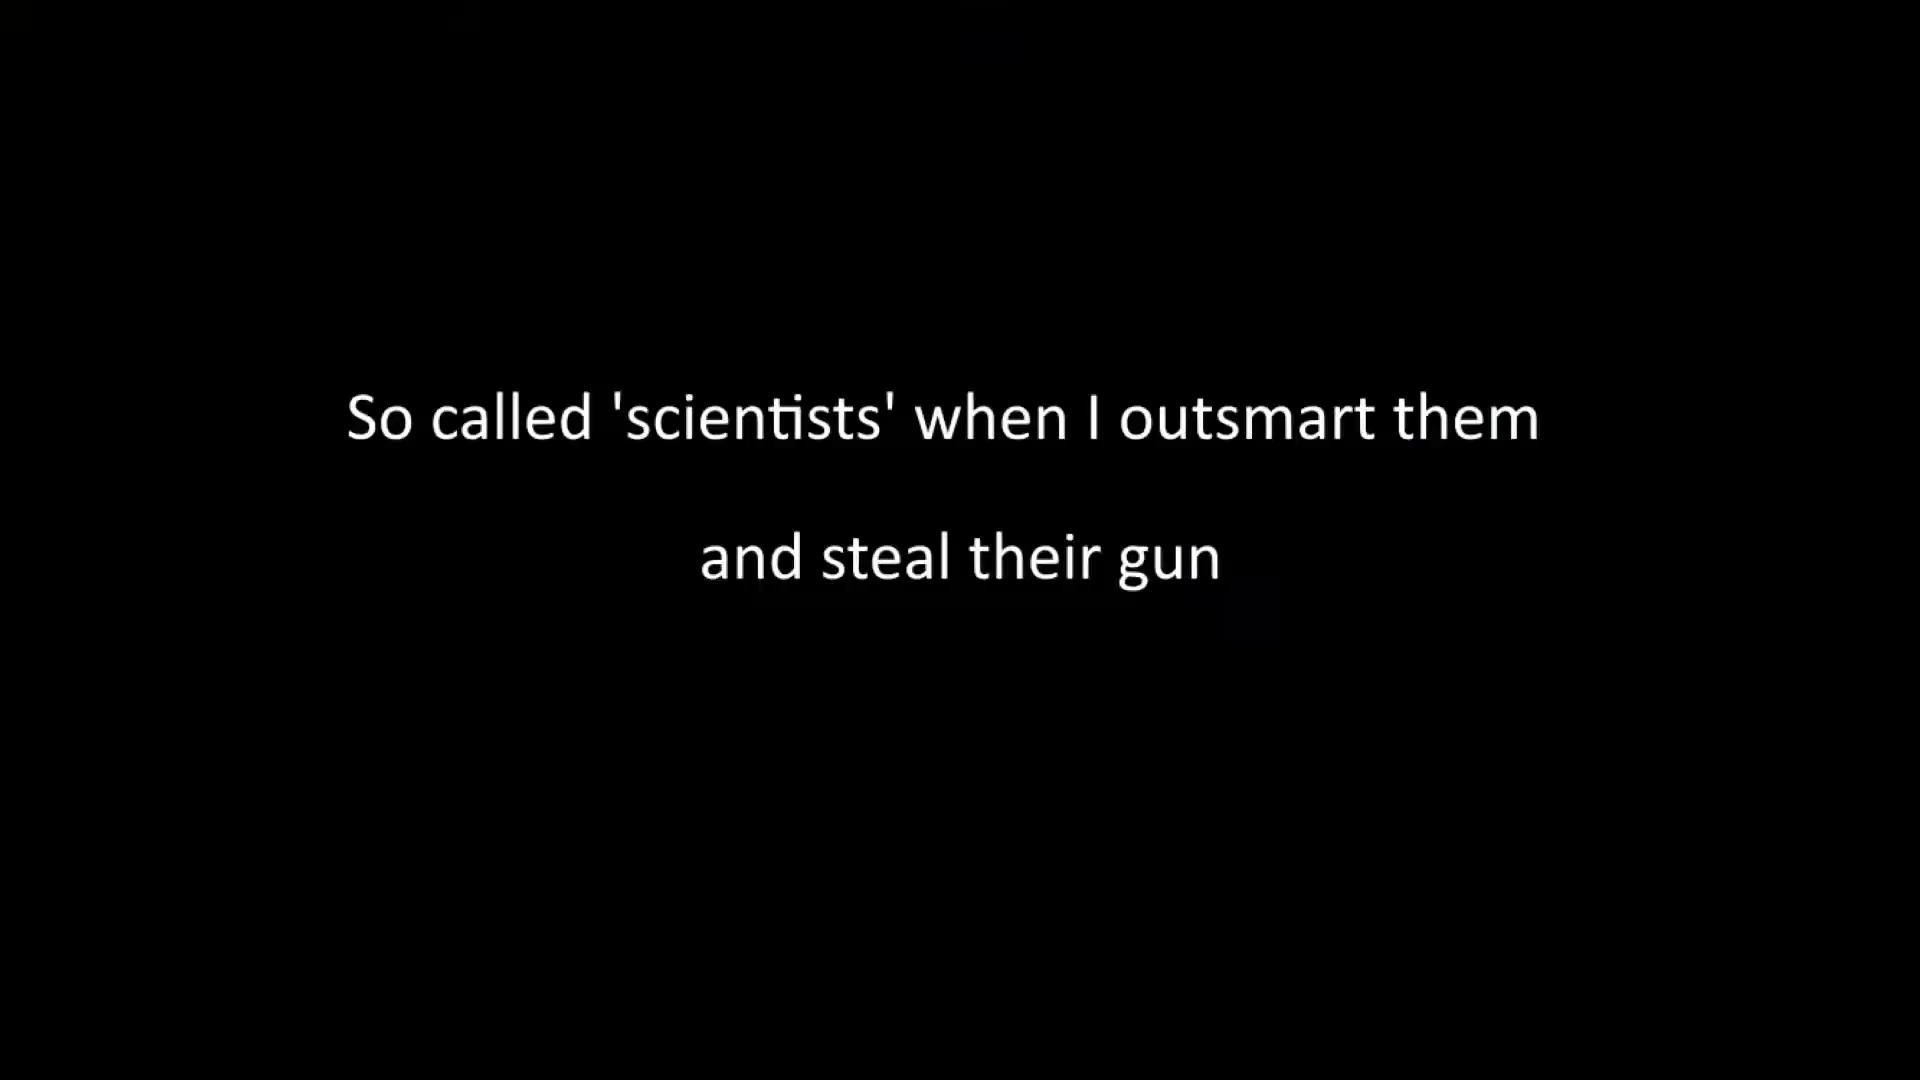 So called 'scientists' when I outsmart them
and steal their gun